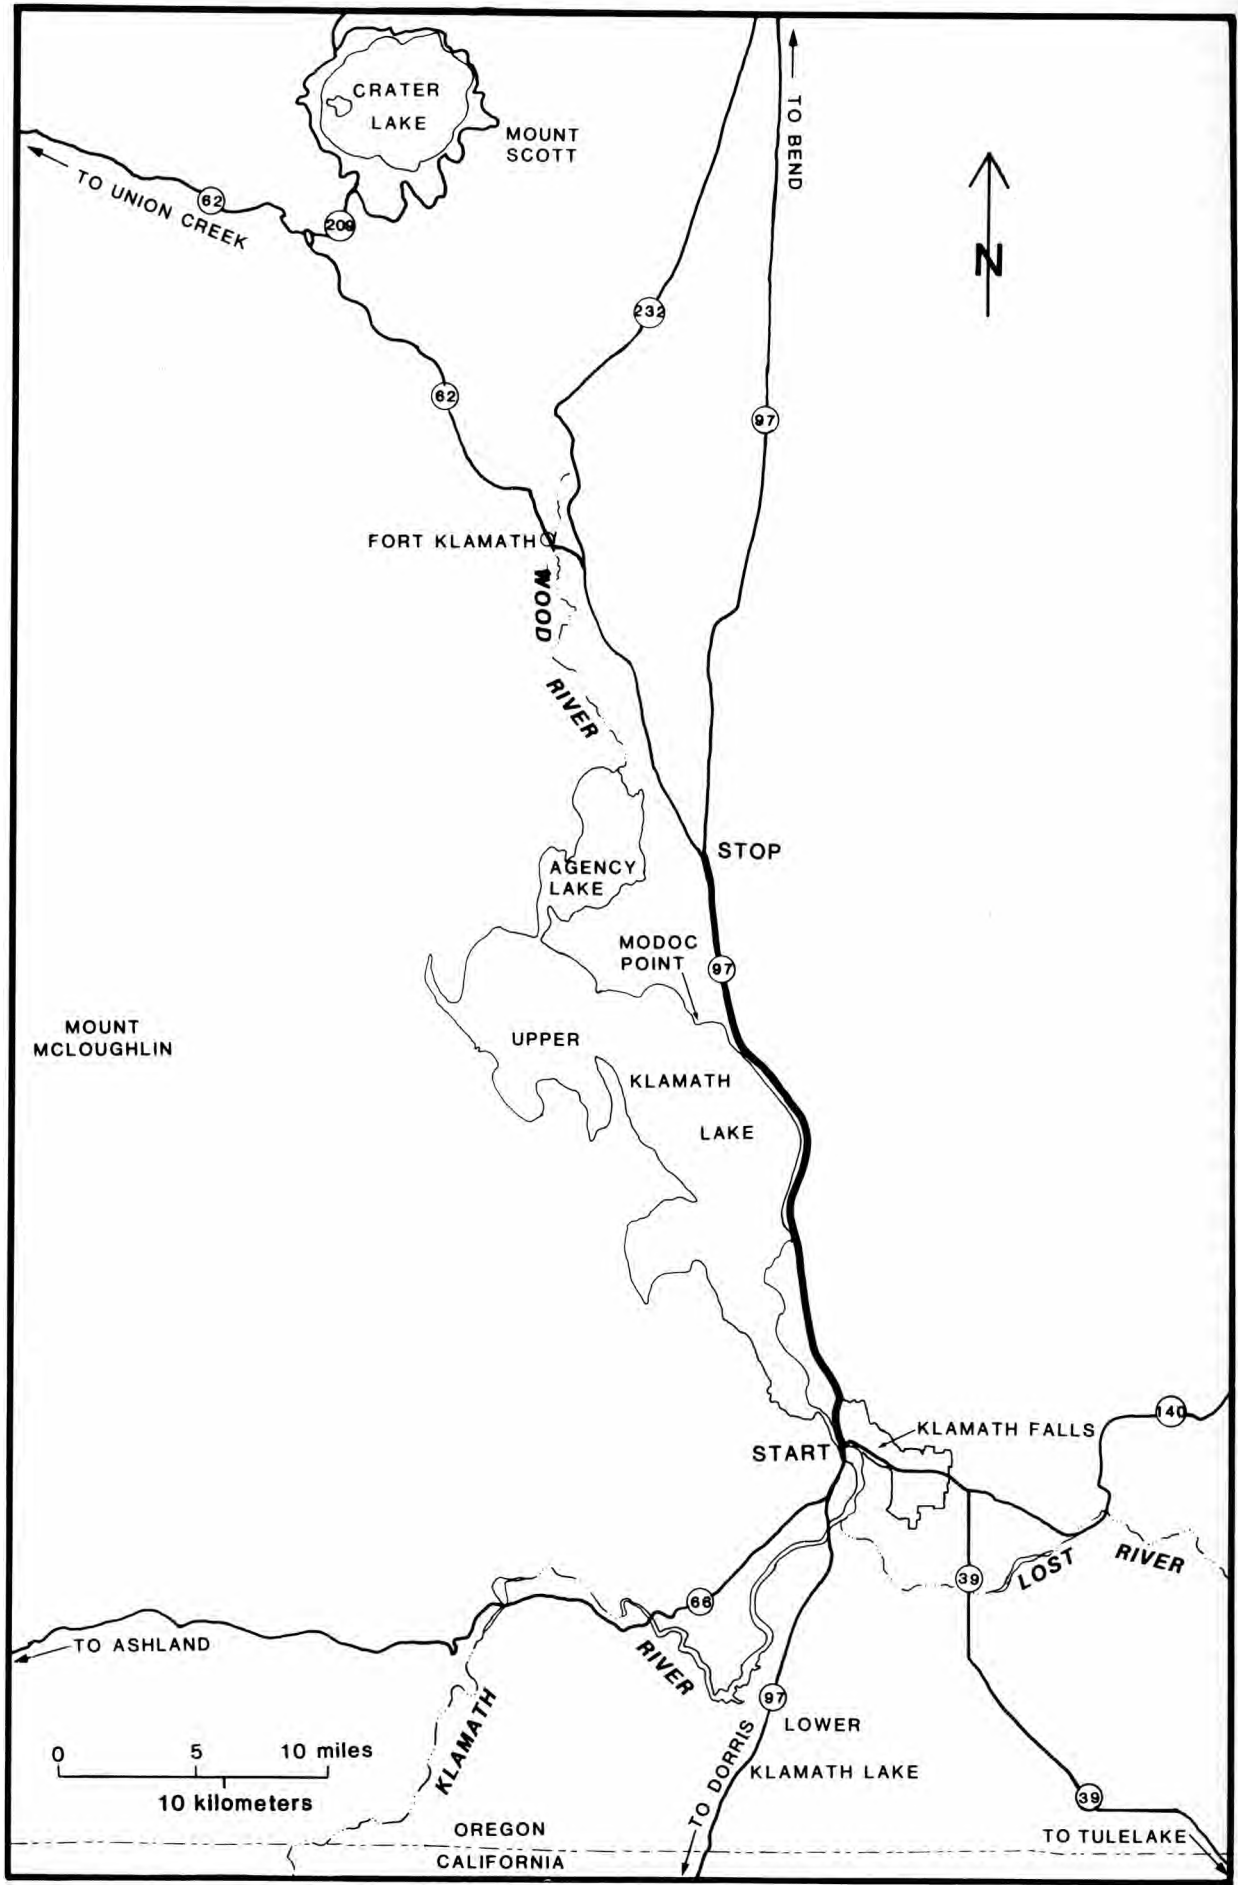 CRATER
LAKE
MOUNT
SCOTT
TO BEND
TO UNION CREEK
62
209
N
232
62
97
FORT KLAMATH
WOOD
RIVER
STOP
AGENCY
LAKE
MODOC
POINT
97
MOUNT
MCLOUGHLIN
UPPER
KLAMATH
LAKE
140
KLAMATH FALLS
START
LOST
RIVER
39
66
TO ASHLAND
RIVER
KLAMATH
97
LOWER
KLAMATH LAKE
TO DORRIS
0 5 10 miles
10 kilometers
39
OREGON
TO TULELAKE
CALIFORNIA